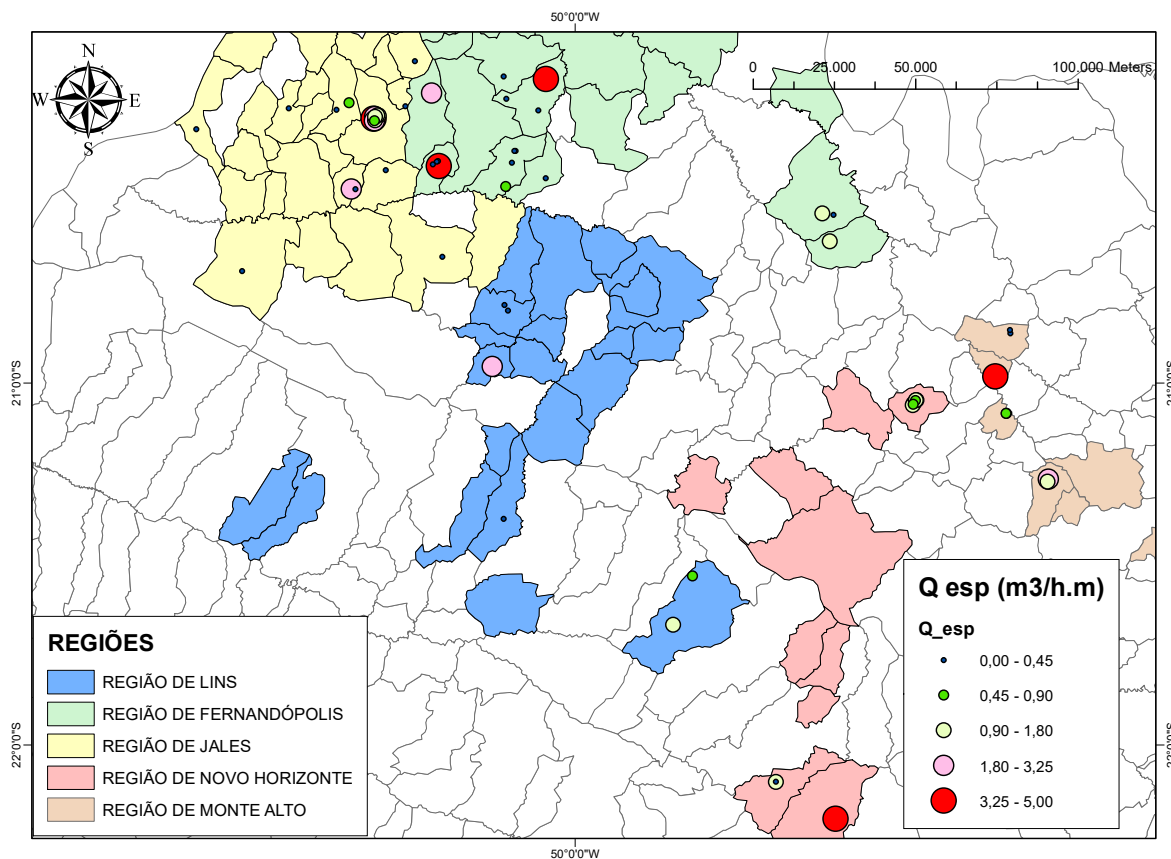 50°0'0"W
N
W
E
S
0
25.000
50.000
100.000 Meters
21°0'0"S
21°0'0"S
22°0'0"S
22°0'0"S
REGIÕES
REGIÃO DE LINS
REGIÃO DE FERNANDÓPOLIS
REGIÃO DE JALES
REGIÃO DE NOVO HORIZONTE
REGIÃO DE MONTE ALTO
Q esp (m3/h.m)
Q_esp
0,00 - 0,45
0,45 - 0,90
0,90 - 1,80
1,80 - 3,25
3,25 - 5,00
50°0'0"W